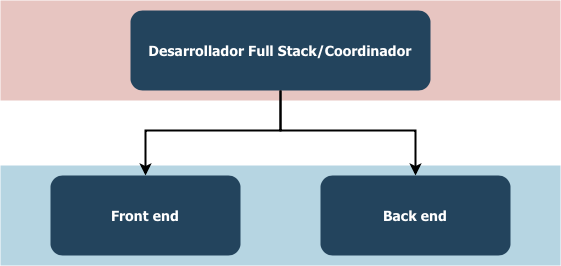 Desarrollador Full Stack/Coordinador
Front end
Back end